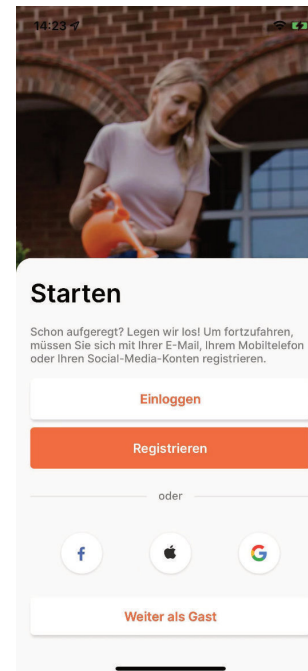 14:23
Starten
Schon aufgeregt? Legen wir los! Um fortzufahren,
müssen Sie sich mit Ihrer E-Mail, Ihrem Mobiltelefon
oder Ihren Social-Media-Konten registrieren.
Einloggen
Registrieren
oder
Weiter als Gast